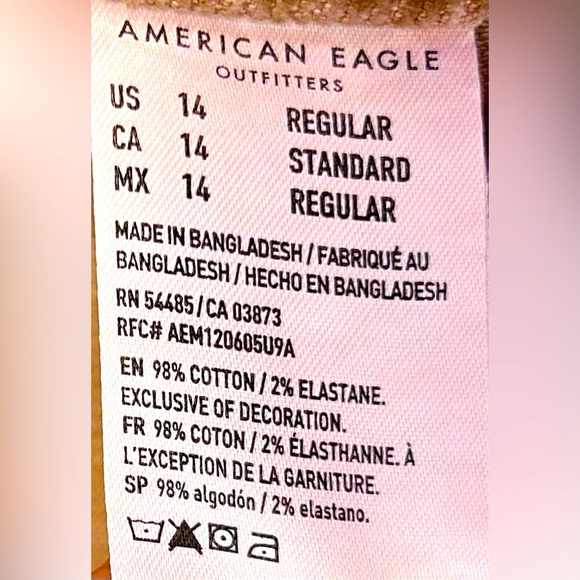 AMERICAN EAGLE
OUTFITTERS
US 14 REGULAR
CA 14 STANDARD
MX 14 REGULAR
MADE IN BANGLADESH / FABRIQUÉ AU
BANGLADESH / HECHO EN BANGLADESH
RN 54485 / CA 03873
RFC# AEM120605U9A
EN 98% COTTON / 2% ELASTANE.
EXCLUSIVE OF DECORATION.
FR 98% COTON / 2% ÉLASTHANNE. À
L'EXCEPTION DE LA GARNITURE.
SP 98% algodón / 2% elastano.